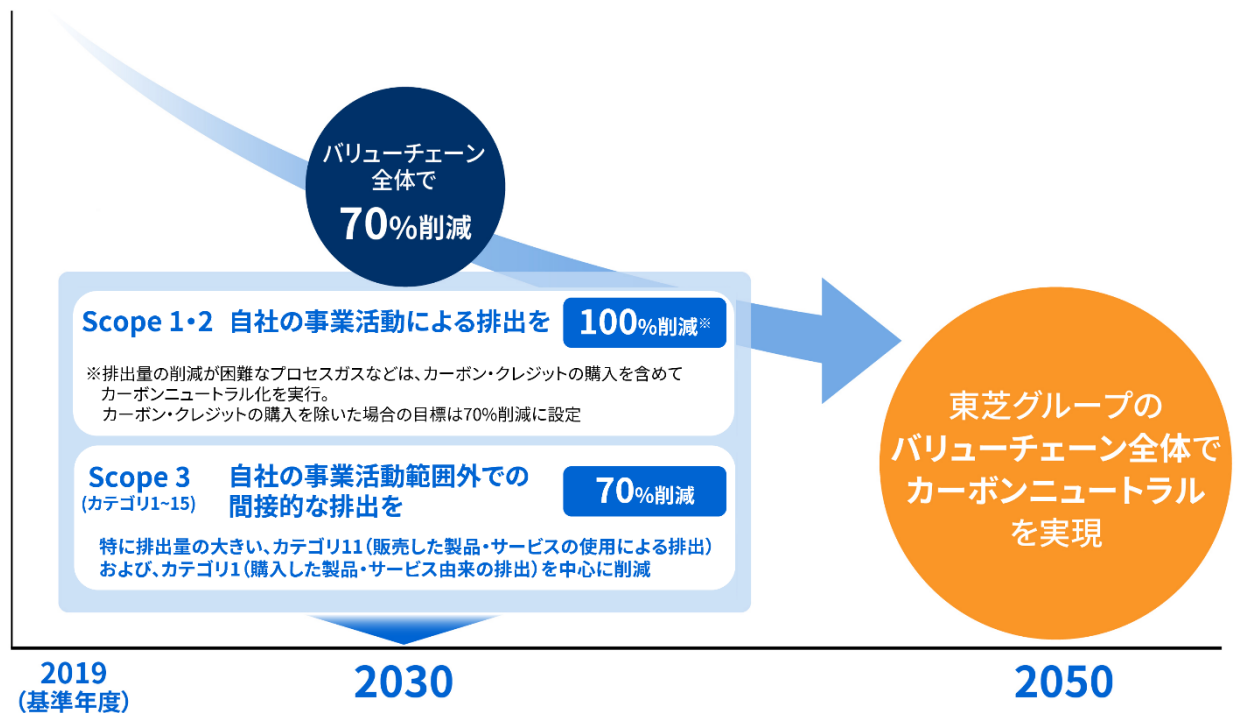 バリューチェーン
全体で
70%削減
Scope 1・2 自社の事業活動による排出を 100%削減※
※排出量の削減が困難なプロセスガスなどは、カーボン・クレジットの購入を含めて
カーボンニュートラル化を実行。
カーボン・クレジットの購入を除いた場合の目標は70%削減に設定
Scope 3
(カテゴリ1~15)
自社の事業活動範囲外での
間接的な排出を
70%削減
特に排出量の大きい、カテゴリ11(販売した製品・サービスの使用による排出)
および、カテゴリ1(購入した製品・サービス由来の排出)を中心に削減
東芝グループの
バリューチェーン全体で
カーボンニュートラル
を実現
2019
(基準年度)
2030
2050